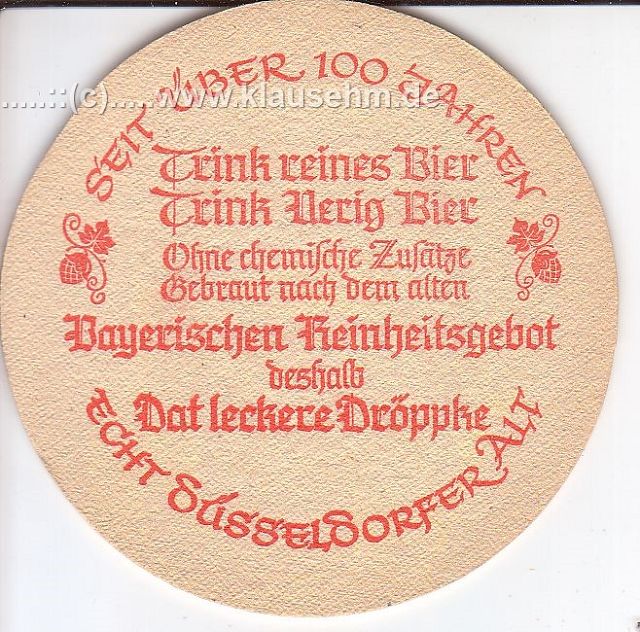 SEIT ÜBER 100 JAHREN
.....::(c).....www.klausehm.de
Trink reines Bier
Trink Uerig Bier
Ohne chemische Zusätze
Gebraut nach dem alten
Bayerischen Reinheitsgebot
deshalb
Dat leckere Dröppke
ECHT DÜSSELDORFER ALT